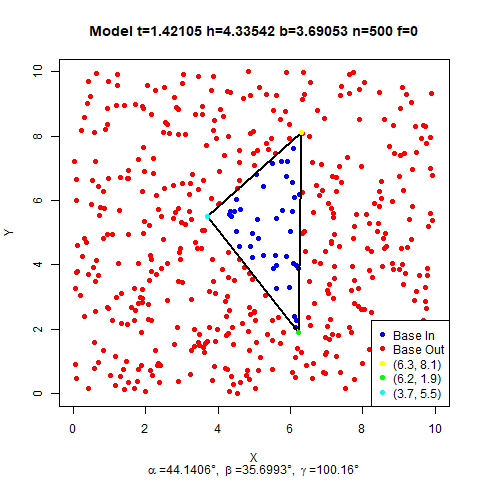 Model t=1.42105 h=4.33542 b=3.69053 n=500 f=0
10
8
6
4
2
0
Y
Base In
Base Out
(6.3, 8.1)
(6.2, 1.9)
(3.7, 5.5)
0 2 4 6 8 10
X
α=44.1406°, β=35.6993°, γ=100.16°